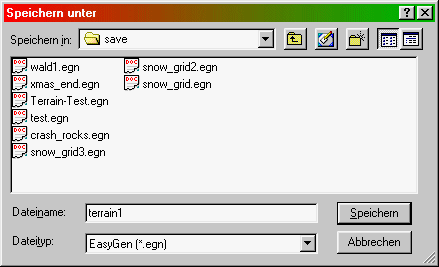 Speichern unter
Speichern in: save
wald1.egn
xmas_end.egn
Terrain-Test.egn
test.egn
crash_rocks.egn
snow_grid3.egn
snow_grid2.egn
snow_grid.egn
Dateiname: terrain1 Speichern
Dateityp: EasyGen (*.egn) Abbrechen